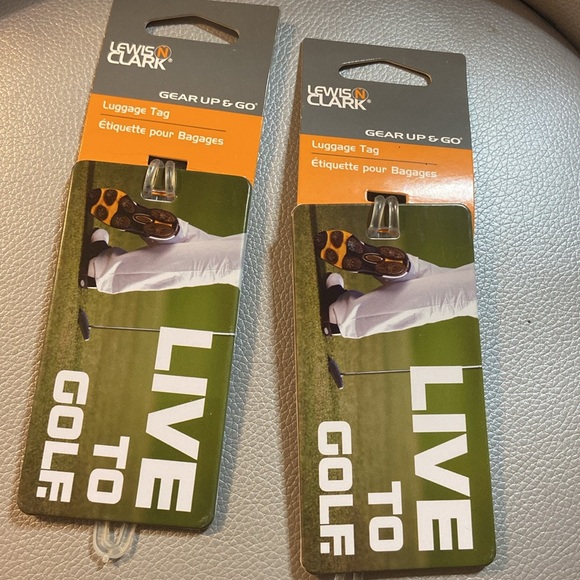 LEWIS N
CLARK®
GEAR UP & GO®
Luggage Tag
Étiquette pour Bagages
LIVE
TO
GOLF.
LEWIS N
CLARK®
GEAR UP & GO®
Luggage Tag
Étiquette pour Bagages
LIVE
TO
GOLF.